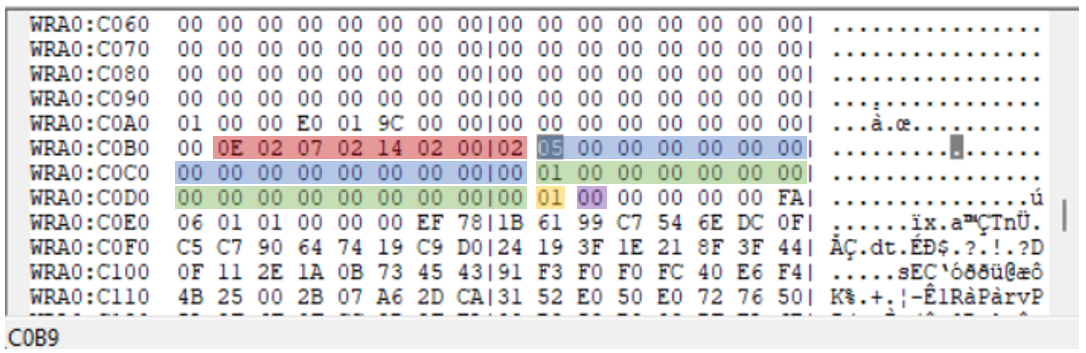 WRA0:C060 00 00 00 00 00 00 00 00|00 00 00 00 00 00 00 00| ................
WRA0:C070 00 00 00 00 00 00 00 00|00 00 00 00 00 00 00 00| ................
WRA0:C080 00 00 00 00 00 00 00 00|00 00 00 00 00 00 00 00| ................
WRA0:C090 00 00 00 00 00 00 00 00|00 00 00 00 00 00 00 00| ................
WRA0:C0A0 01 00 00 E0 01 9C 00 00|00 00 00 00 00 00 00 00| ...à.œ..........
WRA0:C0B0 00 0E 02 07 02 14 02 00|02 05 00 00 00 00 00 00| ................
WRA0:C0C0 00 00 00 00 00 00 00 00|00 01 00 00 00 00 00 00| ................
WRA0:C0D0 00 00 00 00 00 00 00 00|00 01 00 00 00 00 00 FA| ...............ú
WRA0:C0E0 06 01 01 00 00 00 EF 78|1B 61 99 C7 54 6E DC 0F| ......ïx.a™ÇTnÜ.
WRA0:C0F0 C5 C7 90 64 74 19 C9 D0|24 19 3F 1E 21 8F 3F 44| ÅÇ.dt.ÉÐ$.?.!.?D
WRA0:C100 0F 11 2E 1A 0B 73 45 43|91 F3 F0 F0 FC 40 E6 F4| .....sEC‘óððü@æô
WRA0:C110 4B 25 00 2B 07 A6 2D CA|31 52 E0 50 E0 72 76 50| K%.+.¦-Ê1RàPàrvP
C0B9